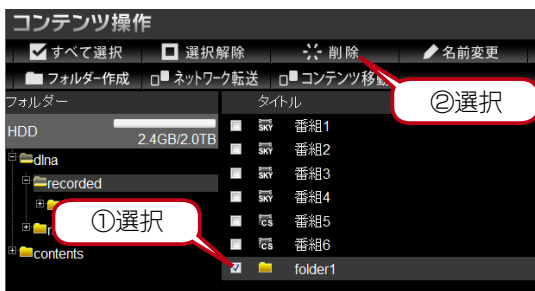 コンテンツ操作
すべて選択 選択解除 削除 名前変更
フォルダー作成 ネットワーク転送 コンテンツ移動
②選択
フォルダー タイトル
HDD 2.4GB/2.0TB
SKY 番組1
dlna SKY 番組2
recorded SKY 番組3
SKY 番組4
①選択
CS 番組5
contents CS 番組6
folder1